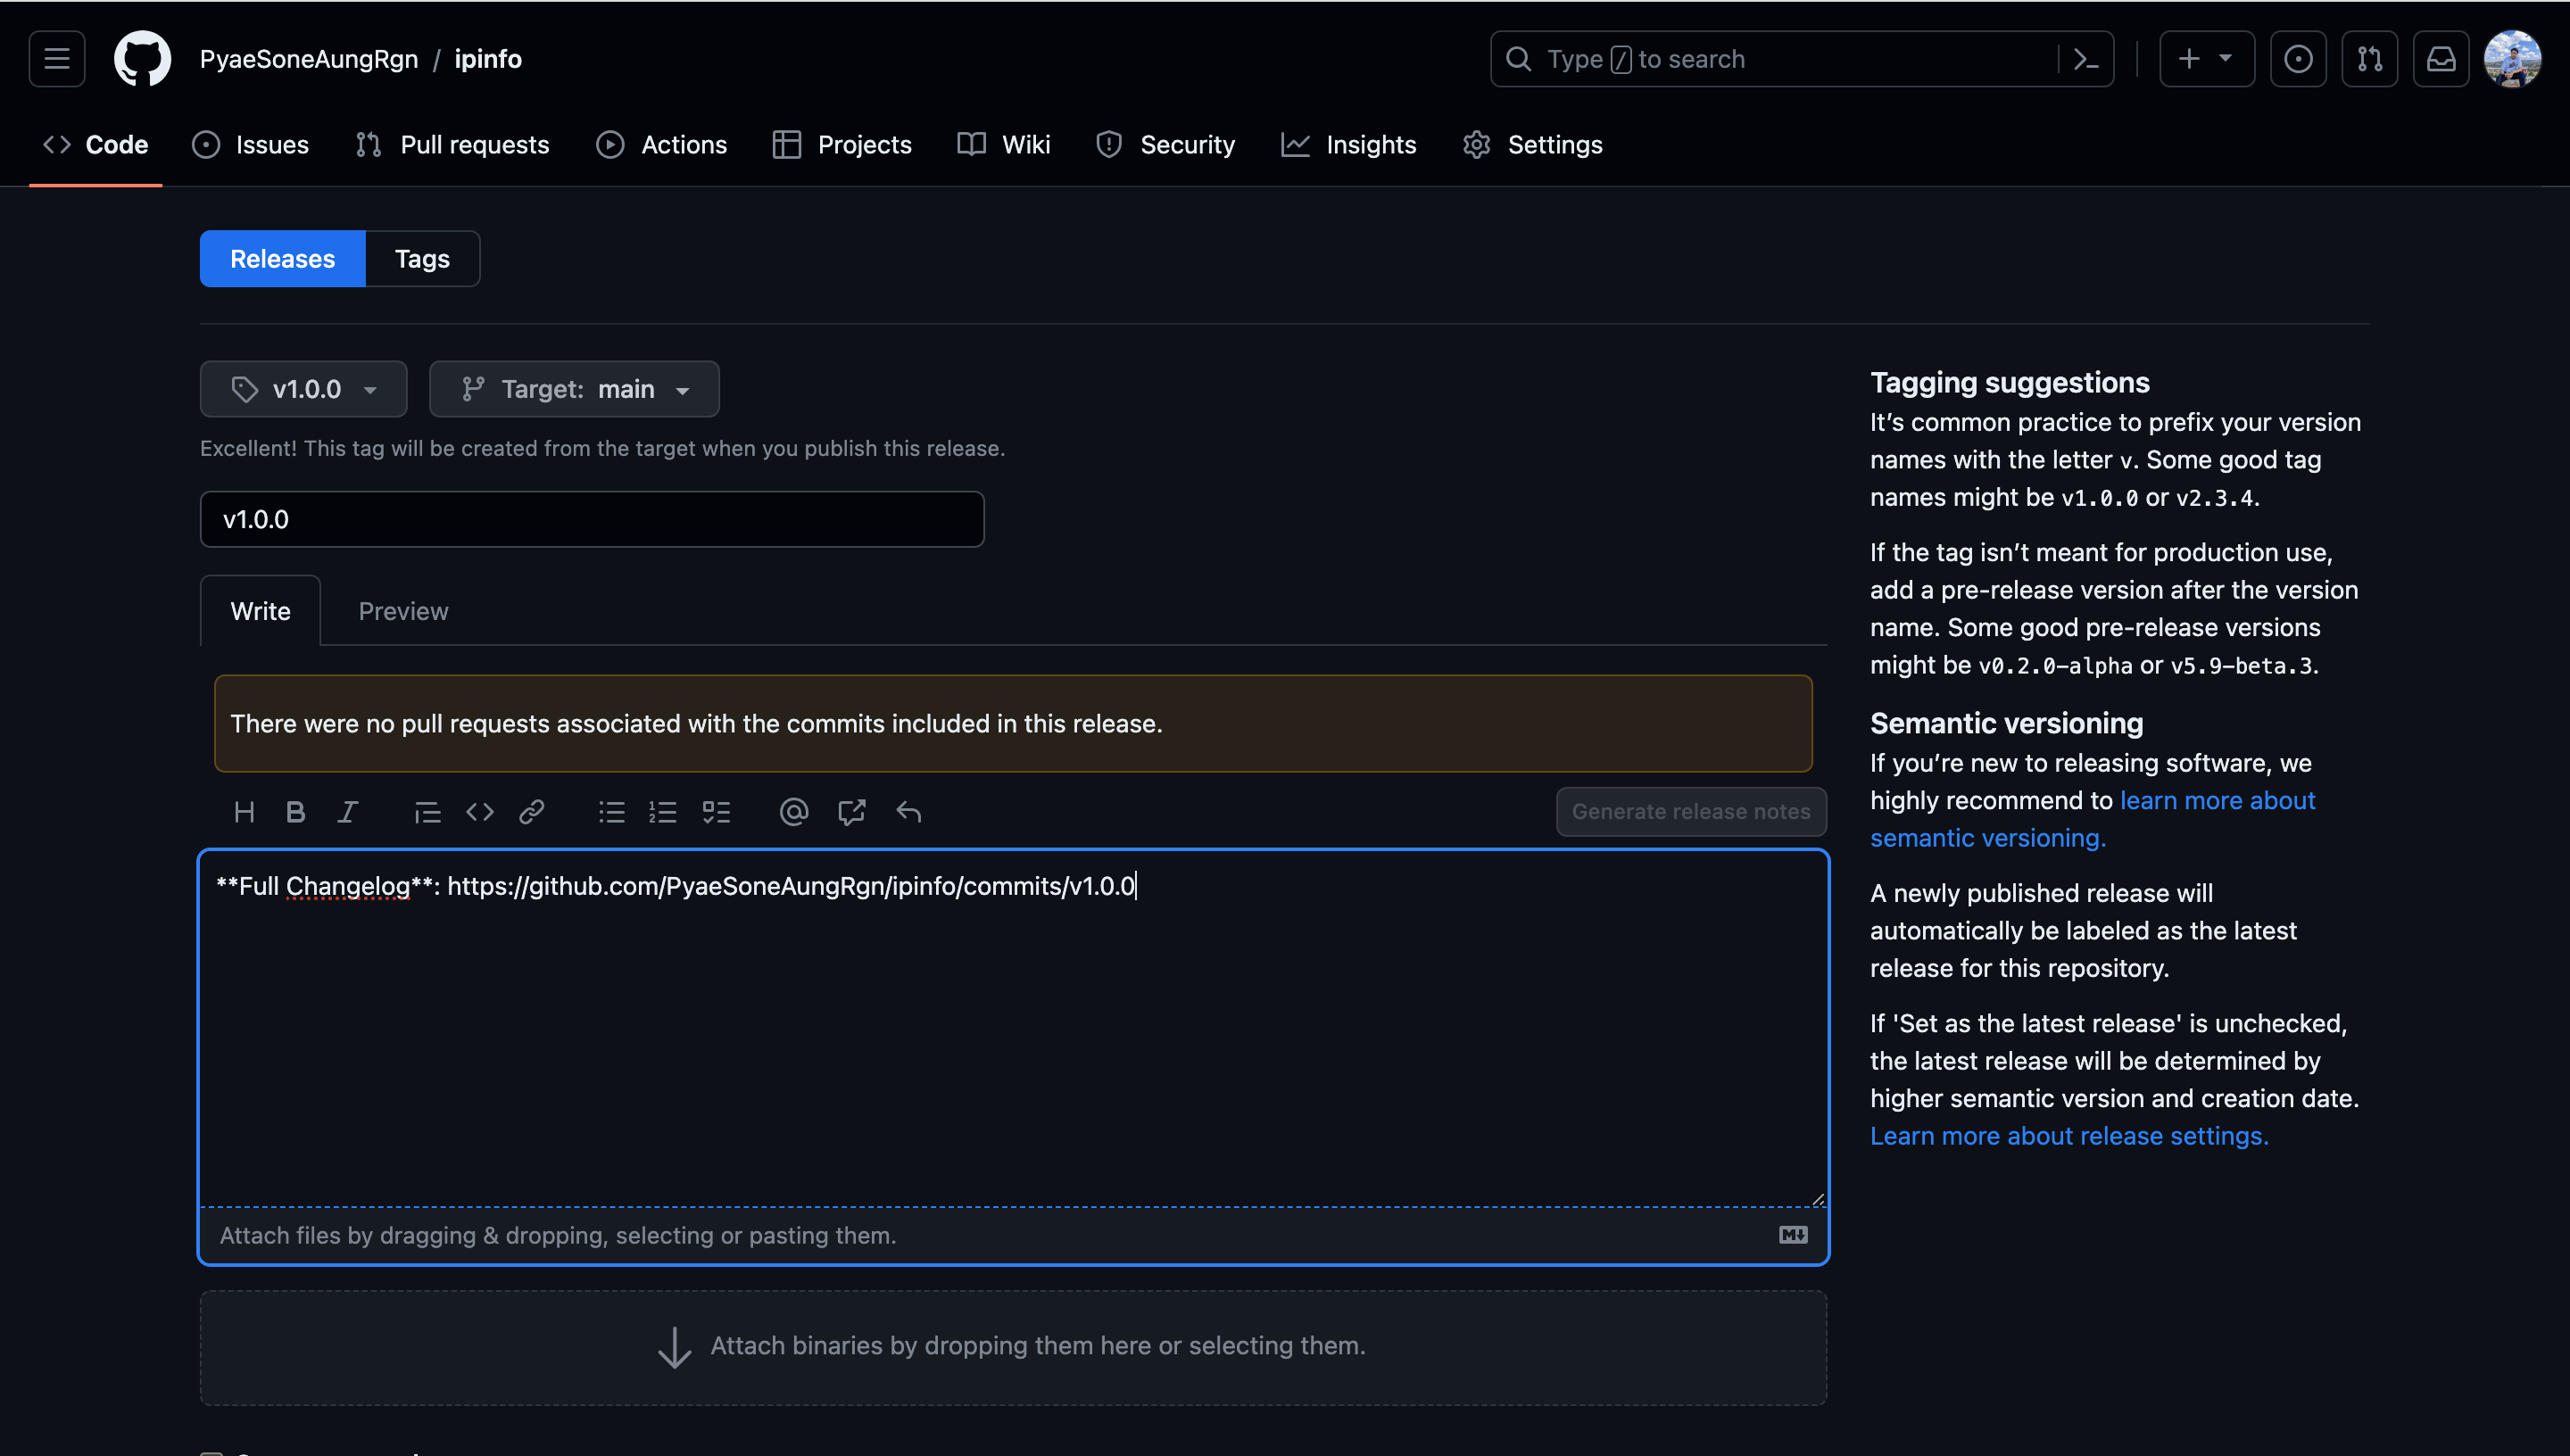 PyaeSoneAungRgn / ipinfo
Type / to search
Code Issues Pull requests Actions Projects Wiki Security Insights Settings
Releases Tags
v1.0.0 Target: main
Excellent! This tag will be created from the target when you publish this release.
v1.0.0
Write Preview
There were no pull requests associated with the commits included in this release.
H B I
Generate release notes
**Full Changelog**: https://github.com/PyaeSoneAungRgn/ipinfo/commits/v1.0.0
Attach files by dragging & dropping, selecting or pasting them.
Attach binaries by dropping them here or selecting them.
Tagging suggestions
It’s common practice to prefix your version
names with the letter v. Some good tag
names might be v1.0.0 or v2.3.4.
If the tag isn’t meant for production use,
add a pre-release version after the version
name. Some good pre-release versions
might be v0.2.0-alpha or v5.9-beta.3.
Semantic versioning
If you’re new to releasing software, we
highly recommend to learn more about
semantic versioning.
A newly published release will
automatically be labeled as the latest
release for this repository.
If 'Set as the latest release' is unchecked,
the latest release will be determined by
higher semantic version and creation date.
Learn more about release settings.